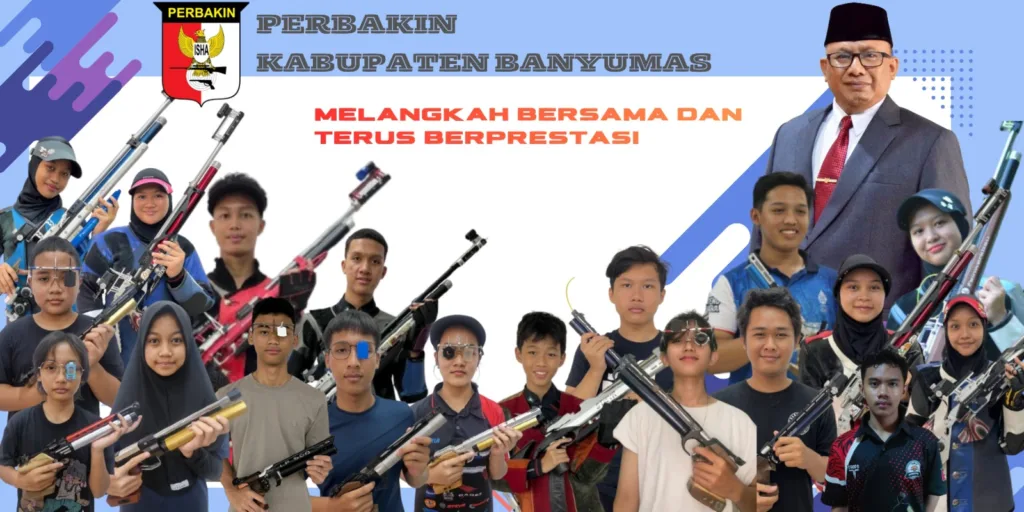 PERBAKIN
ISHA
PERBAKIN
KABUPATEN BANYUMAS
MELANGKAH BERSAMA DAN
TERUS BERPRESTASI